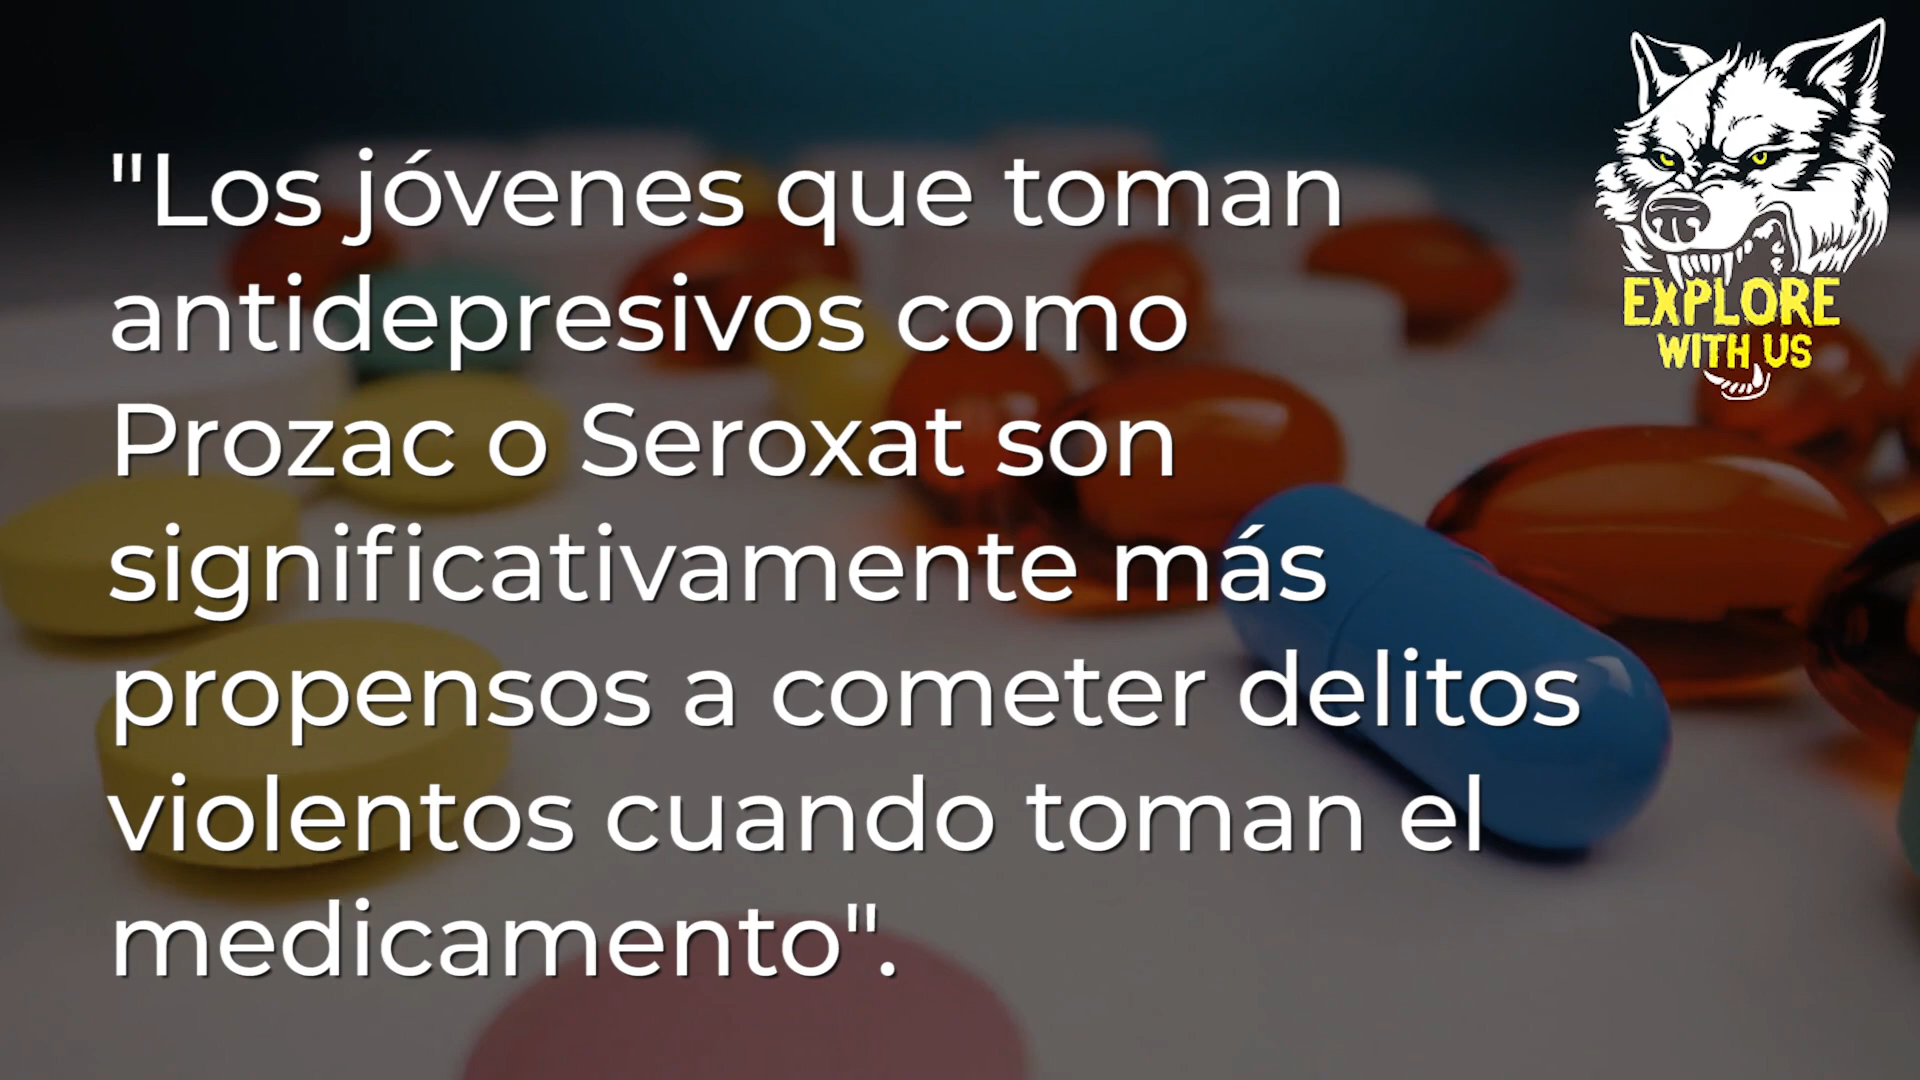 "Los jóvenes que toman
antidepresivos como
Prozac o Seroxat son
significativamente más
propensos a cometer delitos
violentos cuando toman el
medicamento".
EXPLORE
WITH US